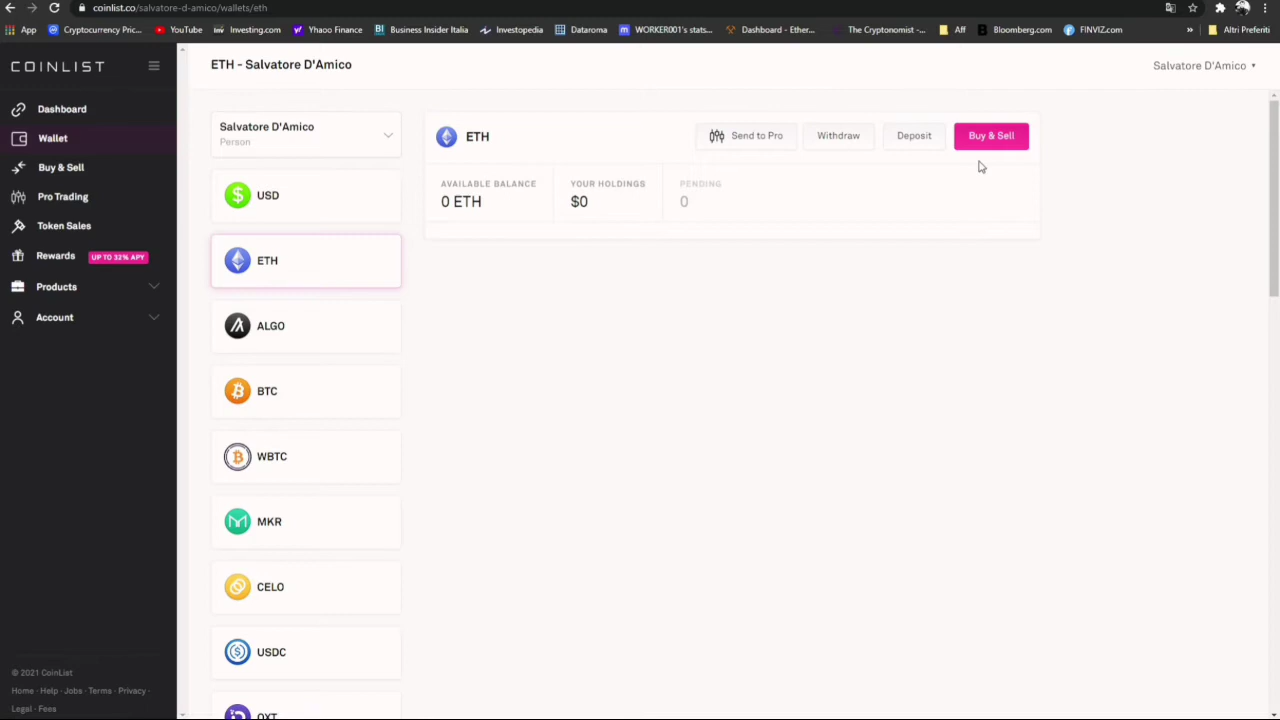 coinlist.co/salvatore-d-amico/wallets/eth
App
Cryptocurrency Pric...
YouTube
Investing.com
Yhaoo Finance
Business Insider Italia
Investopedia
Dataroma
WORKER001's stats...
Dashboard - Ether...
The Cryptonomist -...
Aff
Bloomberg.com
FINVIZ.com
»
Altri Preferiti
COINLIST
ETH - Salvatore D'Amico
Salvatore D'Amico
Dashboard
Wallet
Buy & Sell
Pro Trading
Token Sales
Rewards UP TO 32% APY
Products
Account
Salvatore D'Amico
Person
USD
ETH
ALGO
BTC
WBTC
MKR
CELO
USDC
OXT
ETH
Send to Pro
Withdraw
Deposit
Buy & Sell
AVAILABLE BALANCE
0 ETH
YOUR HOLDINGS
$0
PENDING
0
© 2021 CoinList
Home · Help · Jobs · Terms · Privacy ·
Legal · Fees